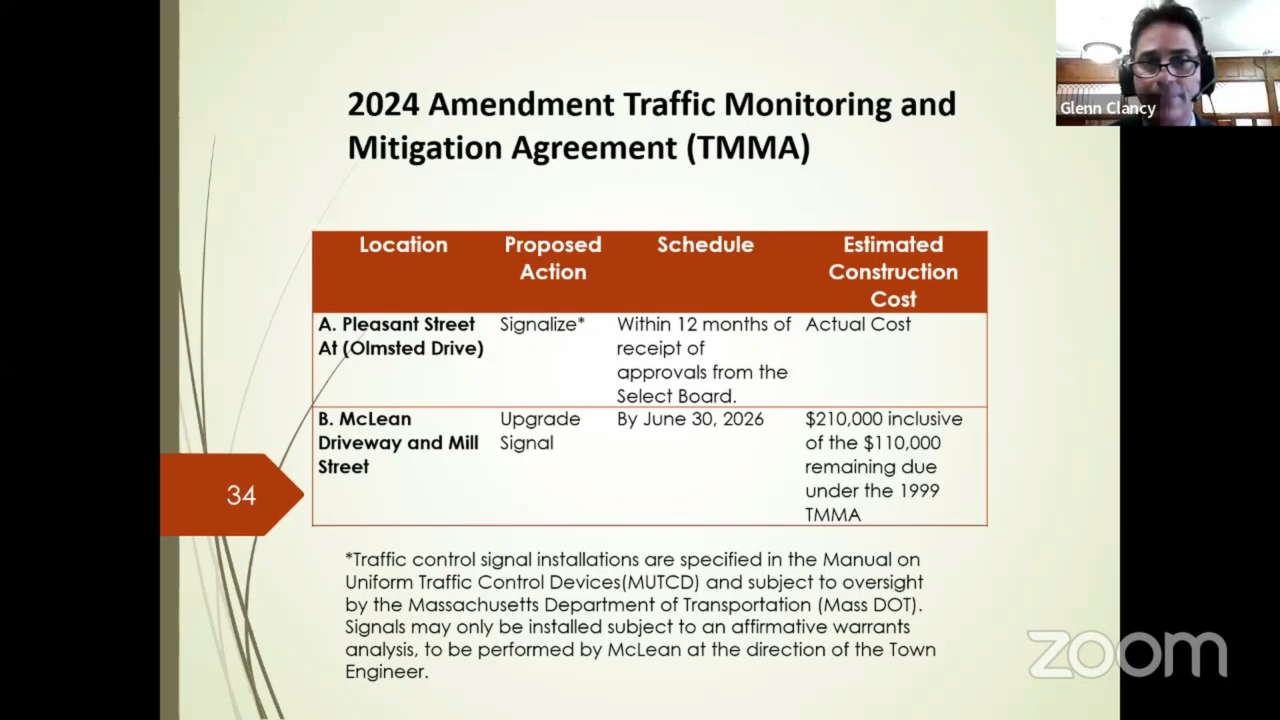 2024 Amendment Traffic Monitoring and
Mitigation Agreement (TMMA)
Glenn Clancy
Location
Proposed
Action
Schedule
Estimated
Construction
Cost
A. Pleasant Street
At (Olmsted Drive)
Signalize*
Within 12 months of
receipt of
approvals from the
Select Board.
Actual Cost
B. McLean
Driveway and Mill
Street
Upgrade
Signal
By June 30, 2026
$210,000 inclusive
of the $110,000
remaining due
under the 1999
TMMA
34
*Traffic control signal installations are specified in the Manual on
Uniform Traffic Control Devices(MUTCD) and subject to oversight
by the Massachusetts Department of Transportation (Mass DOT).
Signals may only be installed subject to an affirmative warrants
analysis, to be performed by McLean at the direction of the Town
Engineer.
zoom